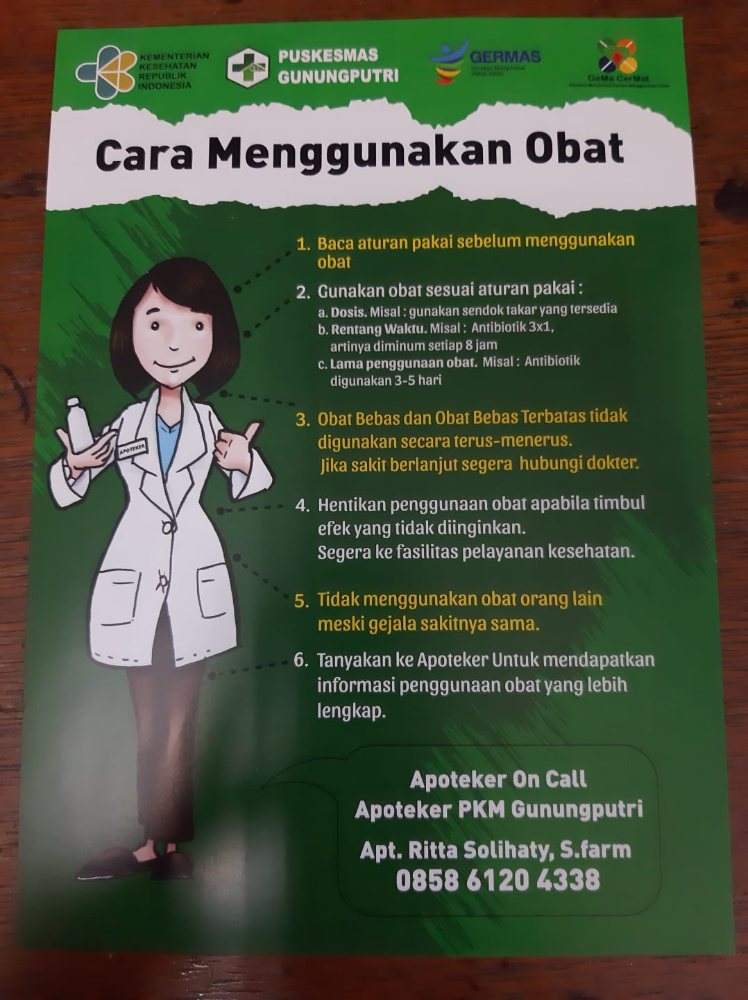 KEMENTERIAN
KESEHATAN
REPUBLIK
INDONESIA
PUSKESMAS
GUNUNGPUTRI
GERMAS
Gerakan Masyarakat
Hidup Sehat
GeMa CerMat
Cara Menggunakan Obat
1. Baca aturan pakai sebelum menggunakan
obat
2. Gunakan obat sesuai aturan pakai :
a. Dosis. Misal : gunakan sendok takar yang tersedia
b. Rentang Waktu. Misal : Antibiotik 3x1,
artinya diminum setiap 8 jam
c. Lama penggunaan obat. Misal : Antibiotik
digunakan 3-5 hari
3. Obat Bebas dan Obat Bebas Terbatas tidak
digunakan secara terus-menerus.
Jika sakit berlanjut segera hubungi dokter.
4. Hentikan penggunaan obat apabila timbul
efek yang tidak diinginkan.
Segera ke fasilitas pelayanan kesehatan.
5. Tidak menggunakan obat orang lain
meski gejala sakitnya sama.
6. Tanyakan ke Apoteker Untuk mendapatkan
informasi penggunaan obat yang lebih
lengkap.
APOTEKER
Apoteker On Call
Apoteker PKM Gunungputri
Apt. Ritta Solihaty, S.farm
0858 6120 4338